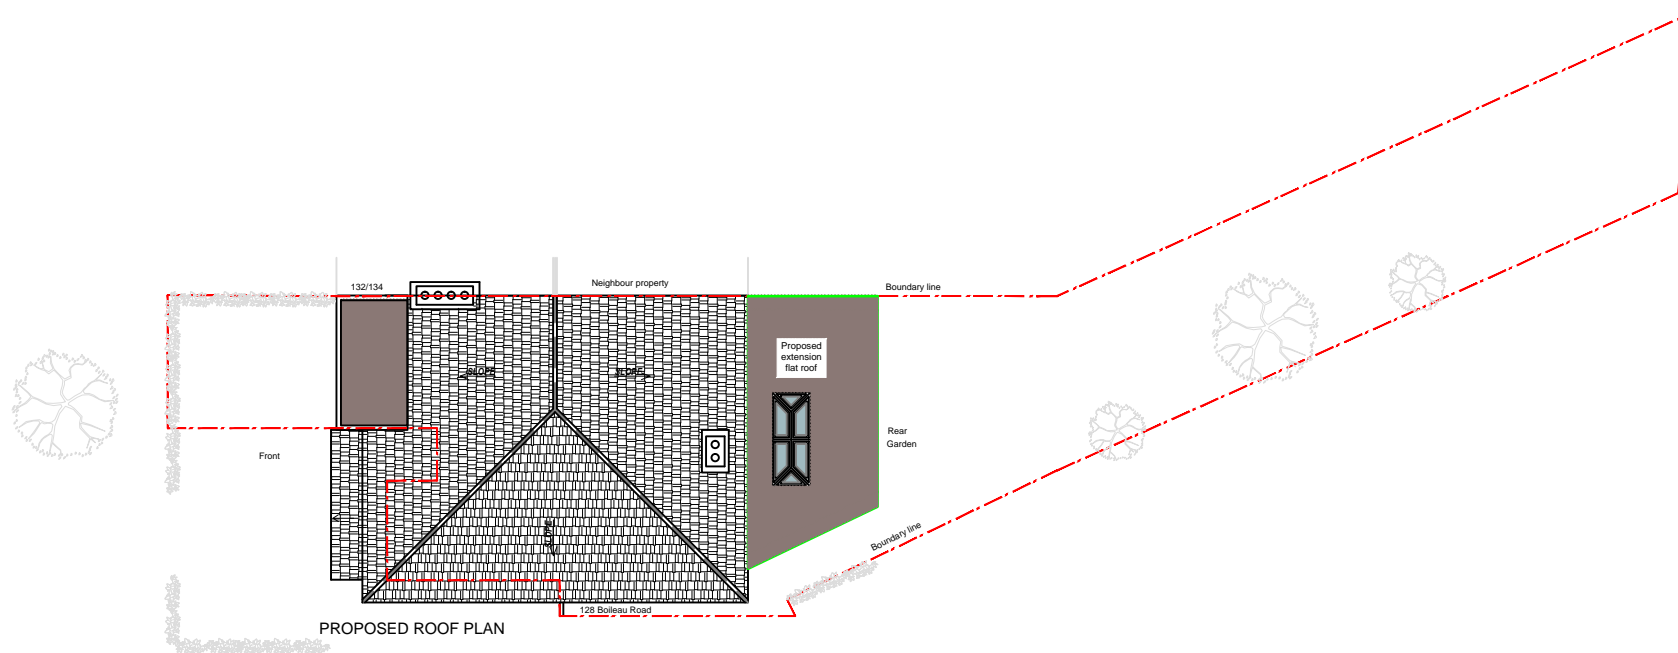 132/134
Neighbour property
Boundary line
Proposed
extension
flat roof
SLOPE
SLOPE
Rear
Garden
Front
SLOPE
Boundary line
128 Boileau Road
PROPOSED ROOF PLAN